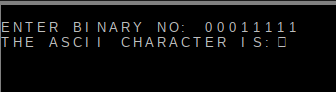 ENTER BINARY NO: 00011111
THE ASCII CHARACTER IS: ▯